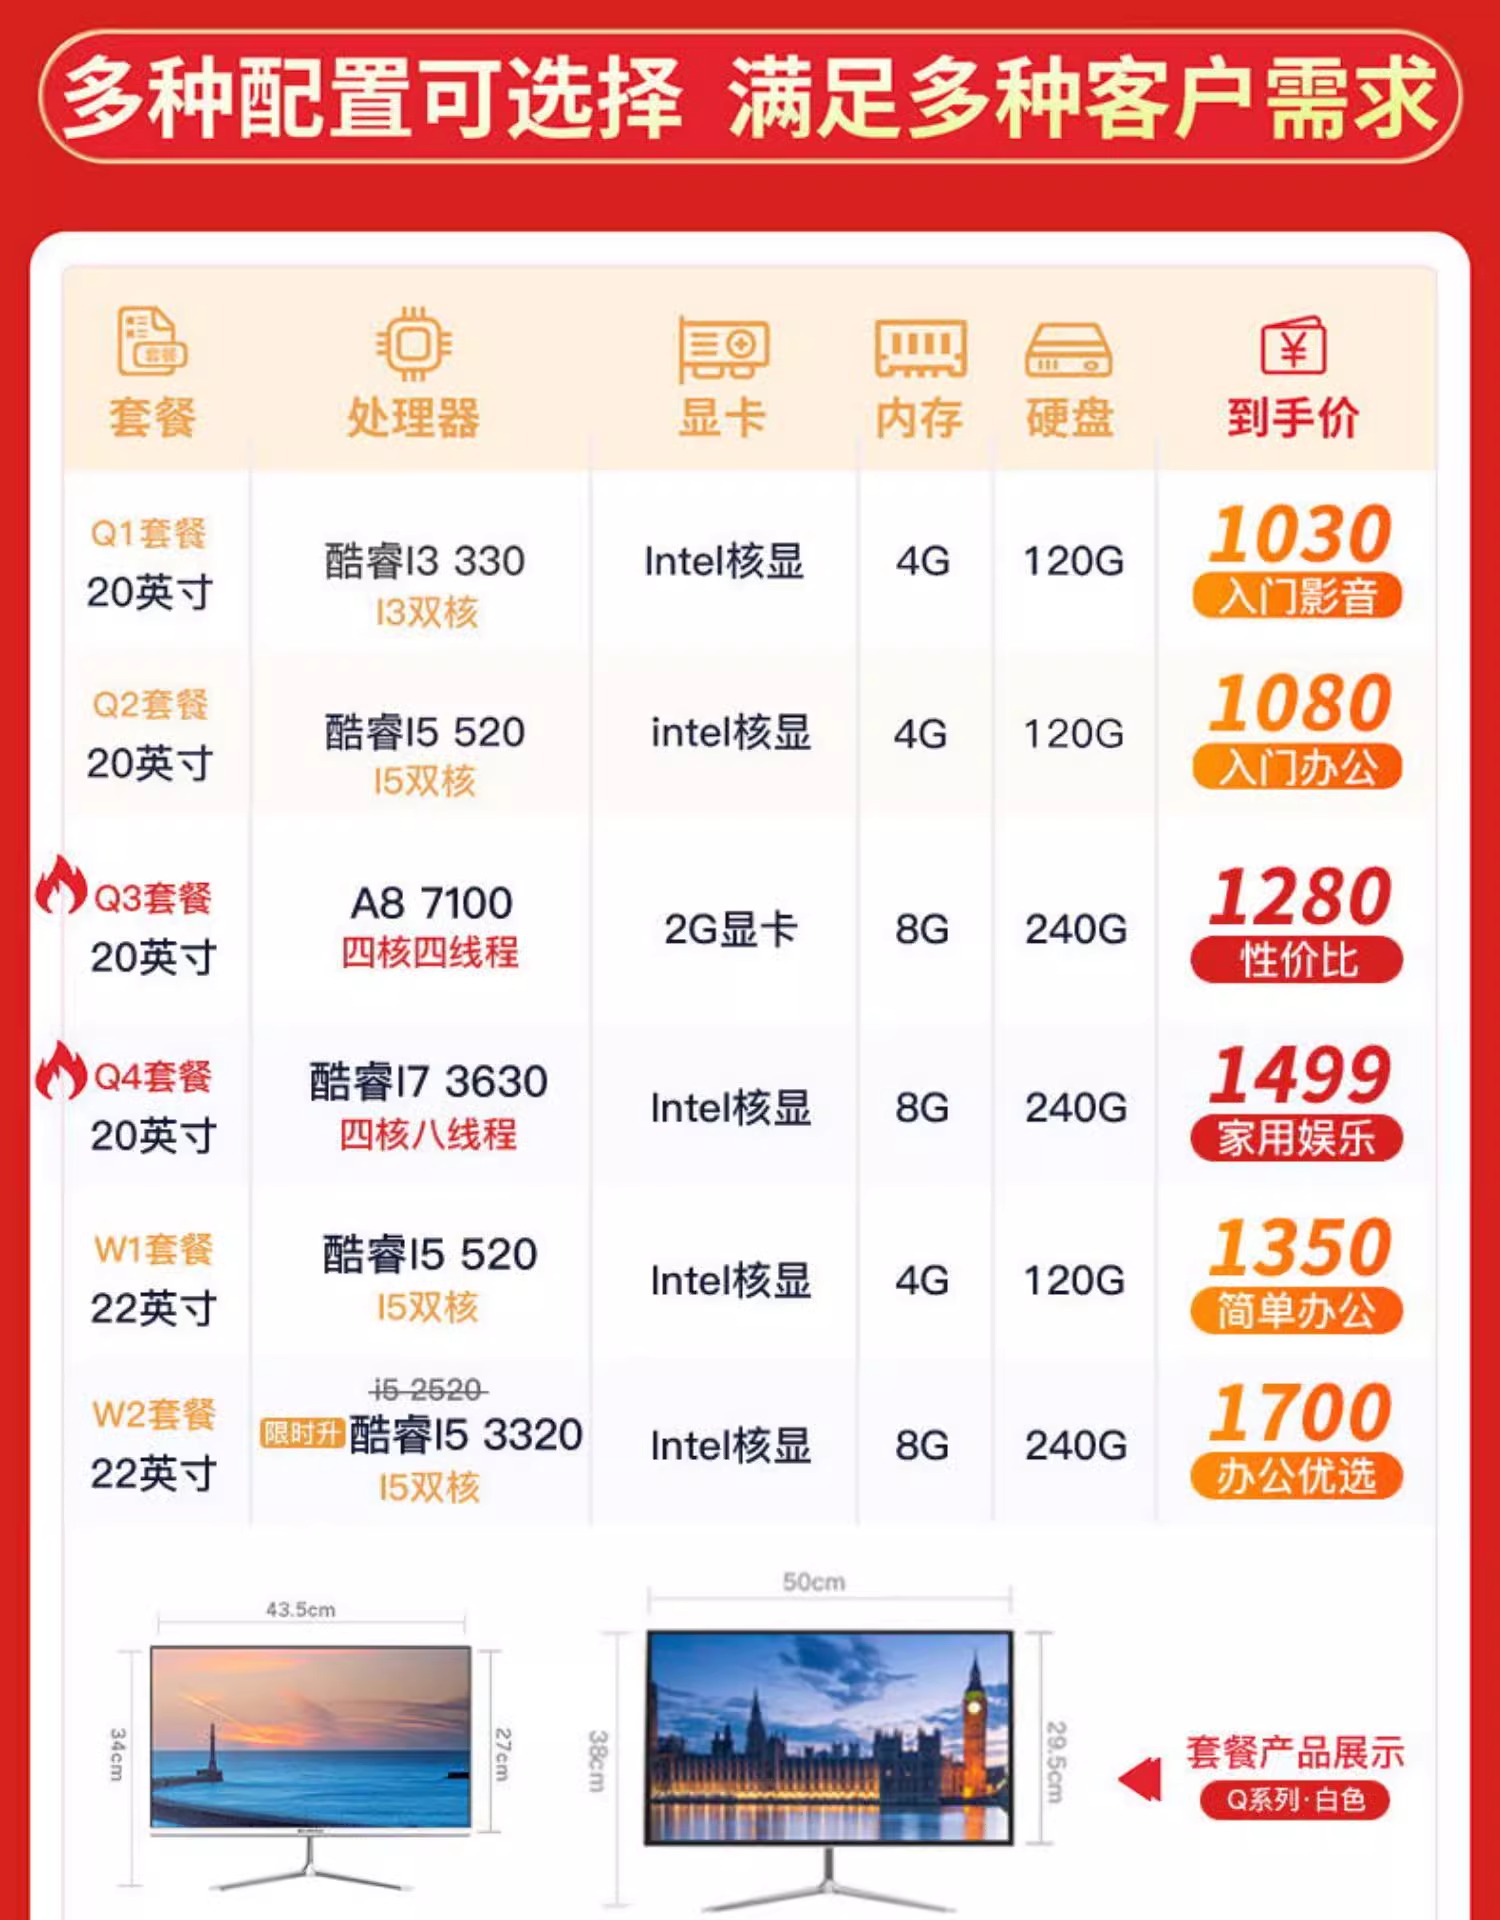 多种配置可选择 满足多种客户需求
套餐
套餐 处理器 显卡 内存 硬盘 到手价
Q1套餐
20英寸
酷睿I3 330
I3双核
Intel核显
4G
120G
1030
入门影音
Q2套餐
20英寸
酷睿I5 520
I5双核
intel核显
4G
120G
1080
入门办公
Q3套餐
20英寸
A8 7100
四核四线程
2G显卡
8G
240G
1280
性价比
Q4套餐
20英寸
酷睿I7 3630
四核八线程
Intel核显
8G
240G
1499
家用娱乐
W1套餐
22英寸
酷睿I5 520
I5双核
Intel核显
4G
120G
1350
简单办公
W2套餐
22英寸
i5 2520
限时升 酷睿I5 3320
I5双核
Intel核显
8G
240G
1700
办公优选
43.5cm
34cm
27cm
50cm
38cm
29.5cm
套餐产品展示
Q系列·白色